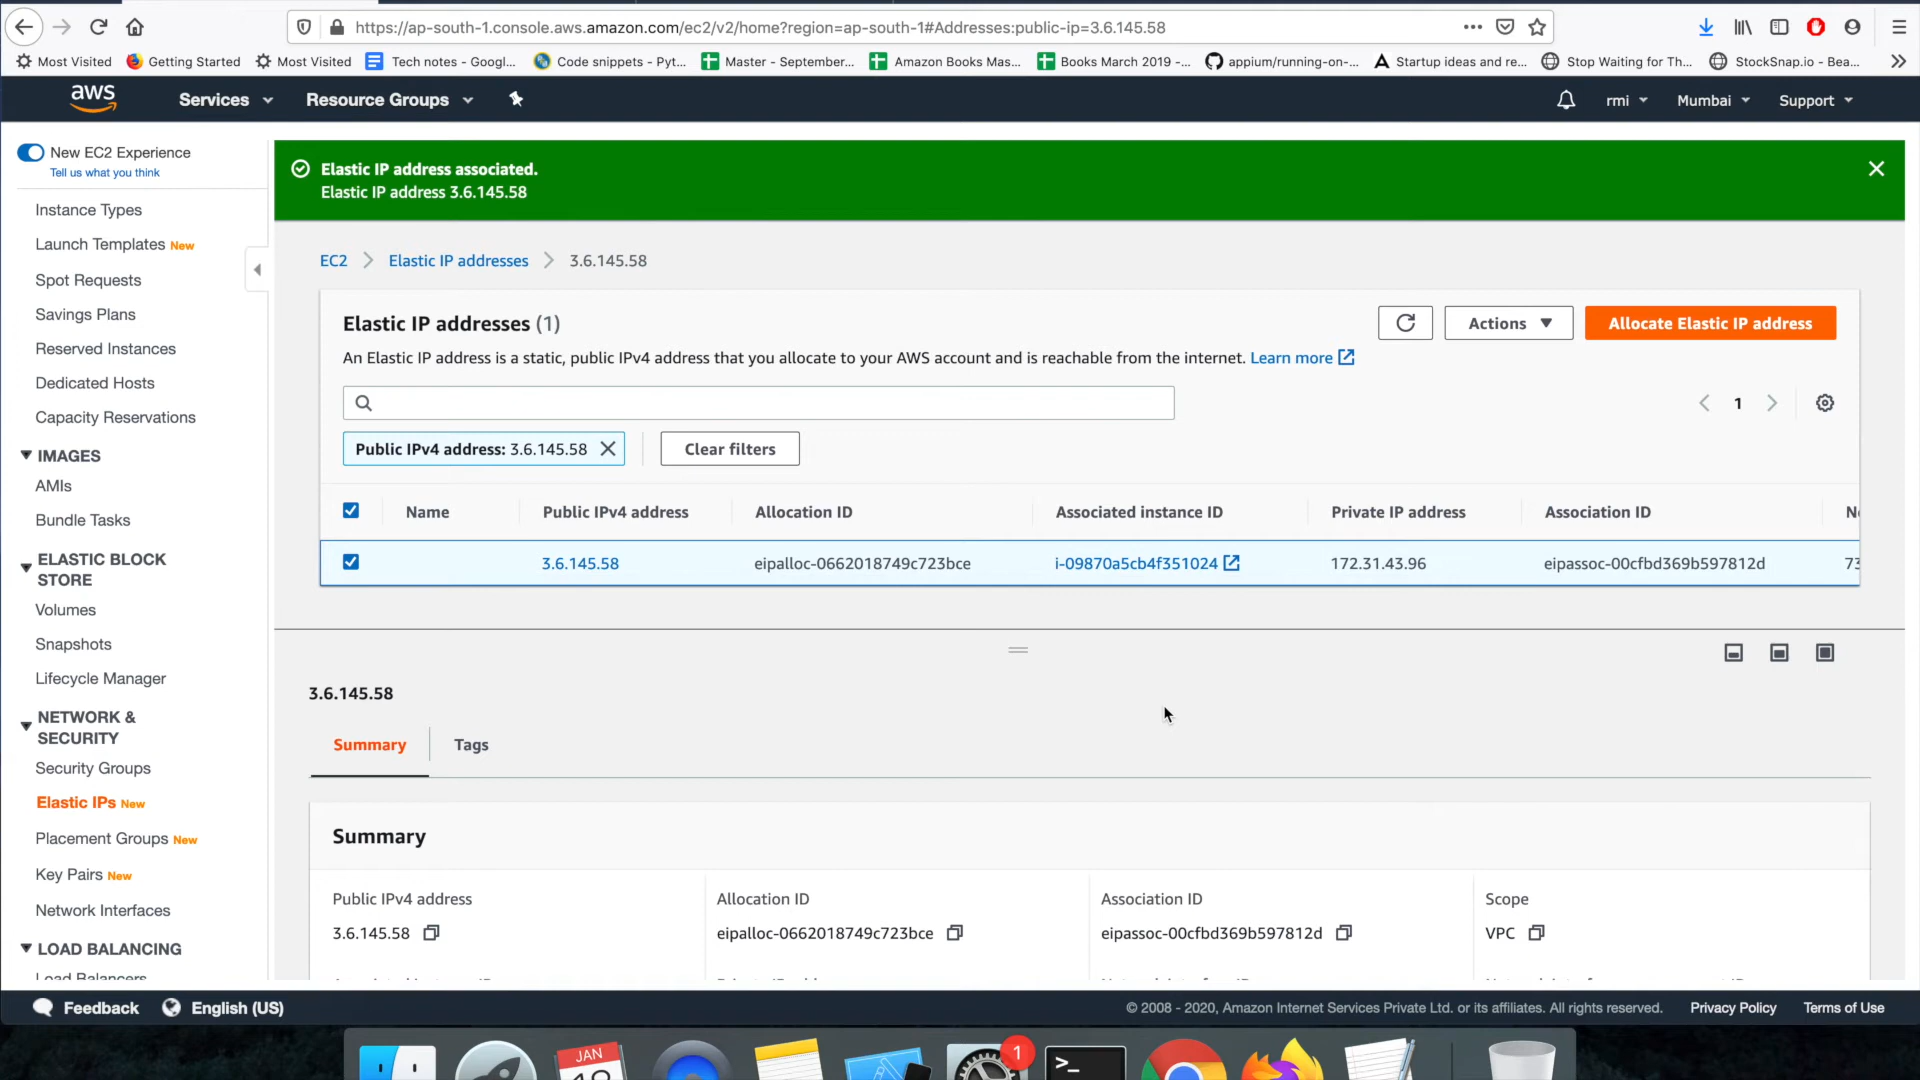 https://ap-south-1.console.aws.amazon.com/ec2/v2/home?region=ap-south-1#Addresses:public-ip=3.6.145.58
Most Visited
Getting Started
Most Visited
Tech notes - Googl...
Code snippets - Pyt...
Master - September...
Amazon Books Mas...
Books March 2019 -...
appium/running-on-...
Startup ideas and re...
Stop Waiting for Th...
StockSnap.io - Bea...
aws
Services
Resource Groups
rmi
Mumbai
Support
New EC2 Experience
Tell us what you think
Instance Types
Launch Templates New
Spot Requests
Savings Plans
Reserved Instances
Dedicated Hosts
Capacity Reservations
IMAGES
AMIs
Bundle Tasks
ELASTIC BLOCK
STORE
Volumes
Snapshots
Lifecycle Manager
NETWORK &
SECURITY
Security Groups
Elastic IPs New
Placement Groups New
Key Pairs New
Network Interfaces
LOAD BALANCING
Load Balancers
Elastic IP address associated.
Elastic IP address 3.6.145.58
EC2
Elastic IP addresses
3.6.145.58
Elastic IP addresses (1)
Actions
Allocate Elastic IP address
An Elastic IP address is a static, public IPv4 address that you allocate to your AWS account and is reachable from the internet. Learn more
1
Public IPv4 address: 3.6.145.58
Clear filters
Name
Public IPv4 address
Allocation ID
Associated instance ID
Private IP address
Association ID
3.6.145.58
eipalloc-0662018749c723bce
i-09870a5cb4f351024
172.31.43.96
eipassoc-00cfbd369b597812d
73
3.6.145.58
Summary
Tags
Summary
Public IPv4 address
Allocation ID
Association ID
Scope
3.6.145.58
eipalloc-0662018749c723bce
eipassoc-00cfbd369b597812d
VPC
Feedback
English (US)
© 2008 - 2020, Amazon Internet Services Private Ltd. or its affiliates. All rights reserved.
Privacy Policy
Terms of Use
JAN
1
>_